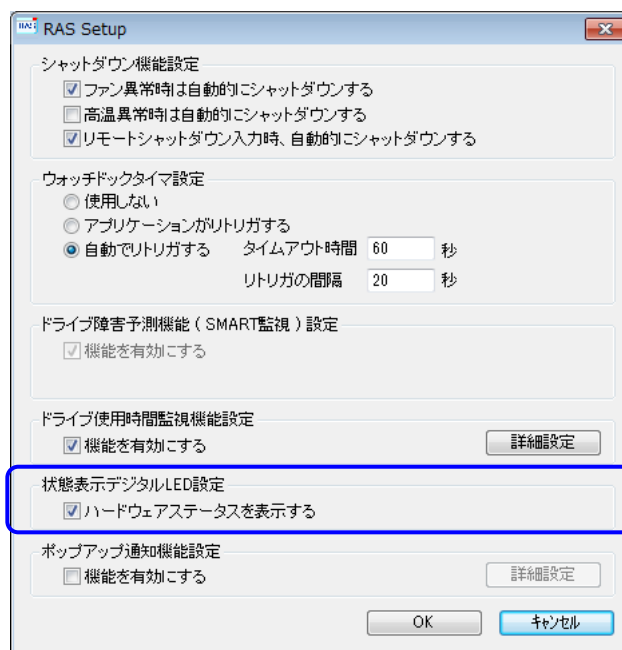 RAS Setup
シャットダウン機能設定
ファン異常時は自動的にシャットダウンする
高温異常時は自動的にシャットダウンする
リモートシャットダウン入力時、自動的にシャットダウンする
ウォッチドックタイマ設定
使用しない
アプリケーションがリトリガする
自動でリトリガする タイムアウト時間 60 秒
リトリガの間隔 20 秒
ドライブ障害予測機能(SMART監視)設定
機能を有効にする
ドライブ使用時間監視機能設定
機能を有効にする 詳細設定
状態表示デジタルLED設定
ハードウェアステータスを表示する
ポップアップ通知機能設定
機能を有効にする 詳細設定
OK キャンセル